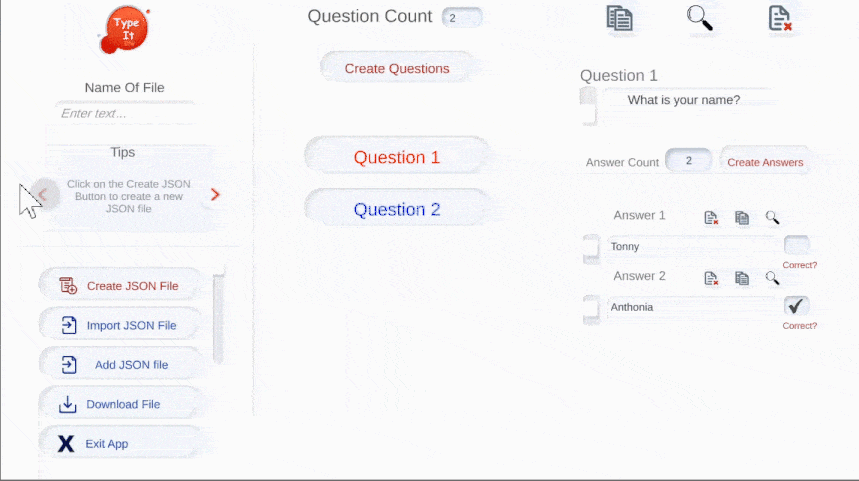 Type
It
Name Of File
Enter text...
Tips
Click on the Create JSON
Button to create a new
JSON file
Create JSON File
Import JSON File
Add JSON file
Download File
X Exit App
Question Count 2
Create Questions
Question 1
Question 2
Question 1
What is your name?
Answer Count 2 Create Answers
Answer 1
Tonny
Correct?
Answer 2
Anthonia
Correct?